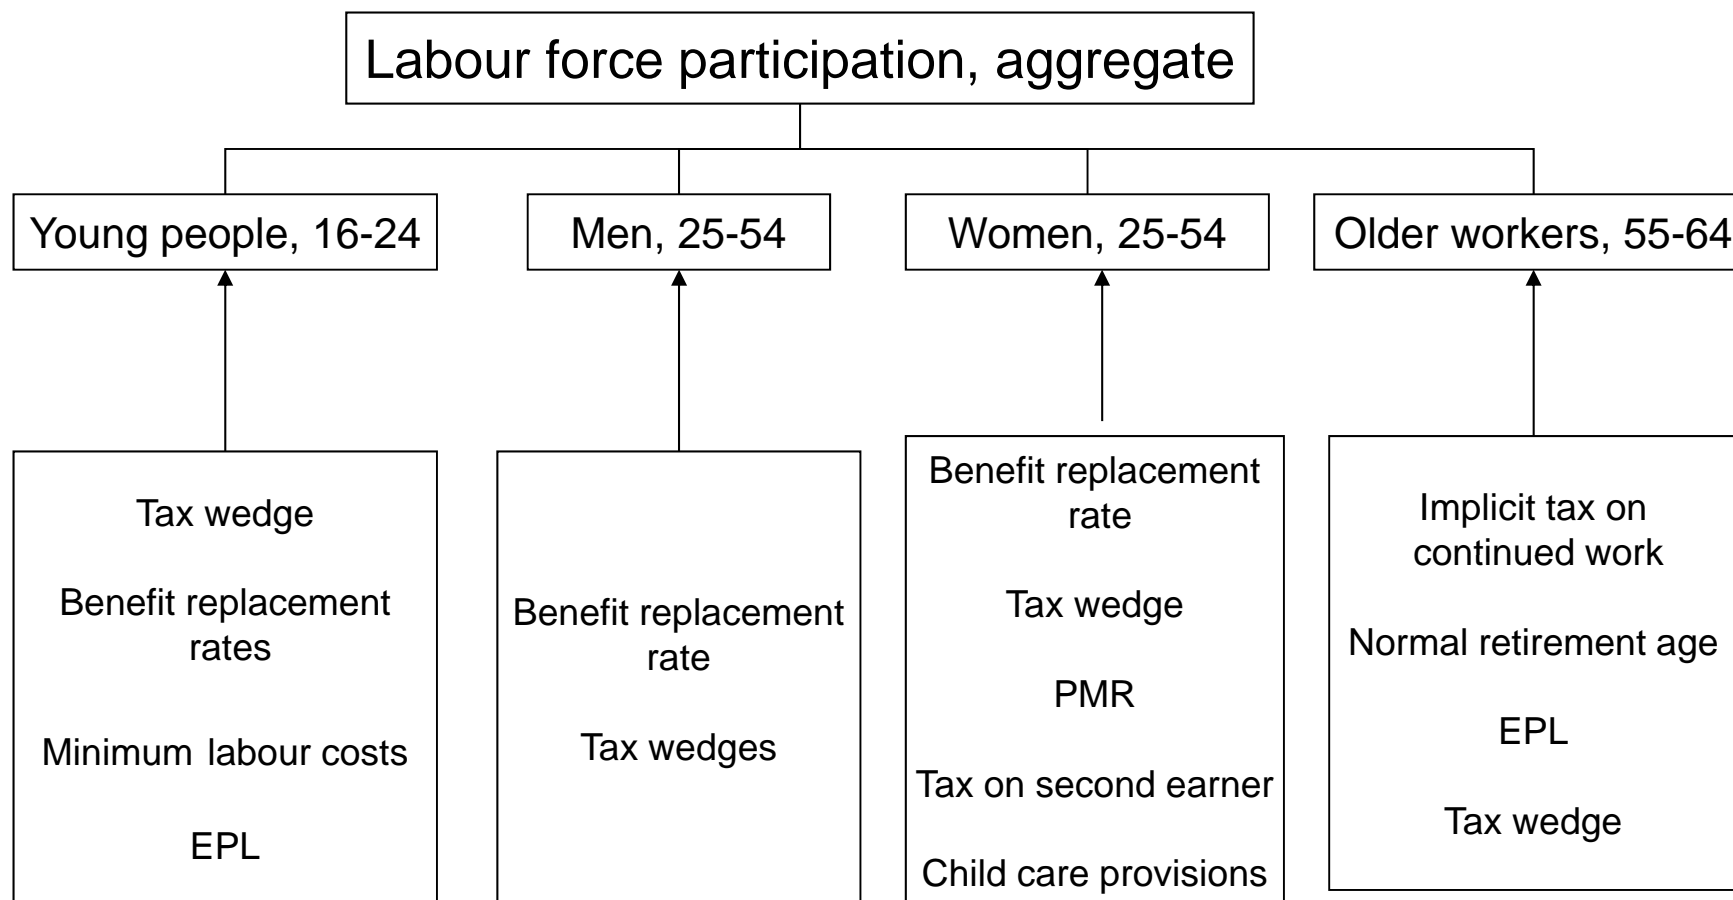 Labour force participation, aggregate
Young people, 16-24
Men, 25-54
Women, 25-54
Older workers, 55-64
Tax wedge
Benefit replacement
rates
Minimum labour costs
EPL
Benefit replacement
rate
Tax wedges
Benefit replacement
rate
Tax wedge
PMR
Tax on second earner
Child care provisions
Implicit tax on
continued work
Normal retirement age
EPL
Tax wedge